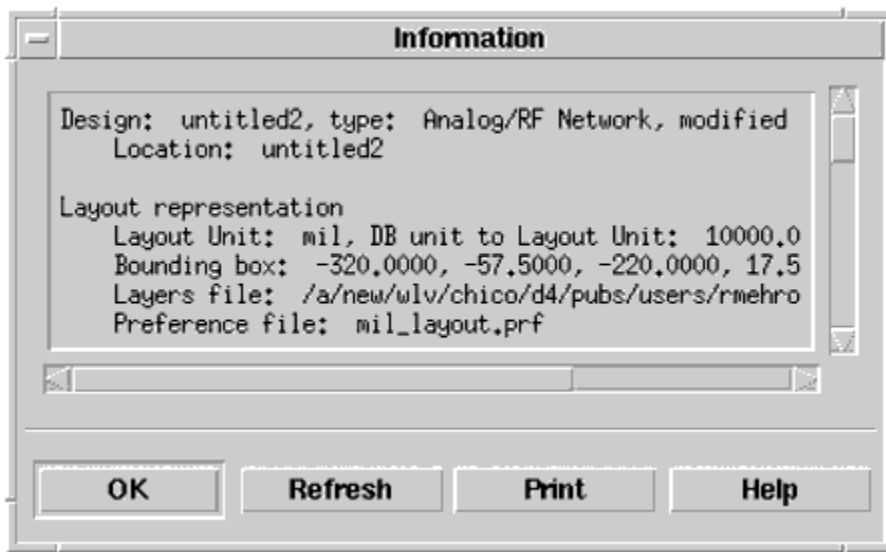 Information
Design: untitled2, type: Analog/RF Network, modified
Location: untitled2
Layout representation
Layout Unit: mil, DB unit to Layout Unit: 10000.0
Bounding box: -320.0000, -57.5000, -220.0000, 17.5
Layers file: /a/new/wlv/chico/d4/pubs/users/rmehro
Preference file: mil_layout.prf
OK Refresh Print Help